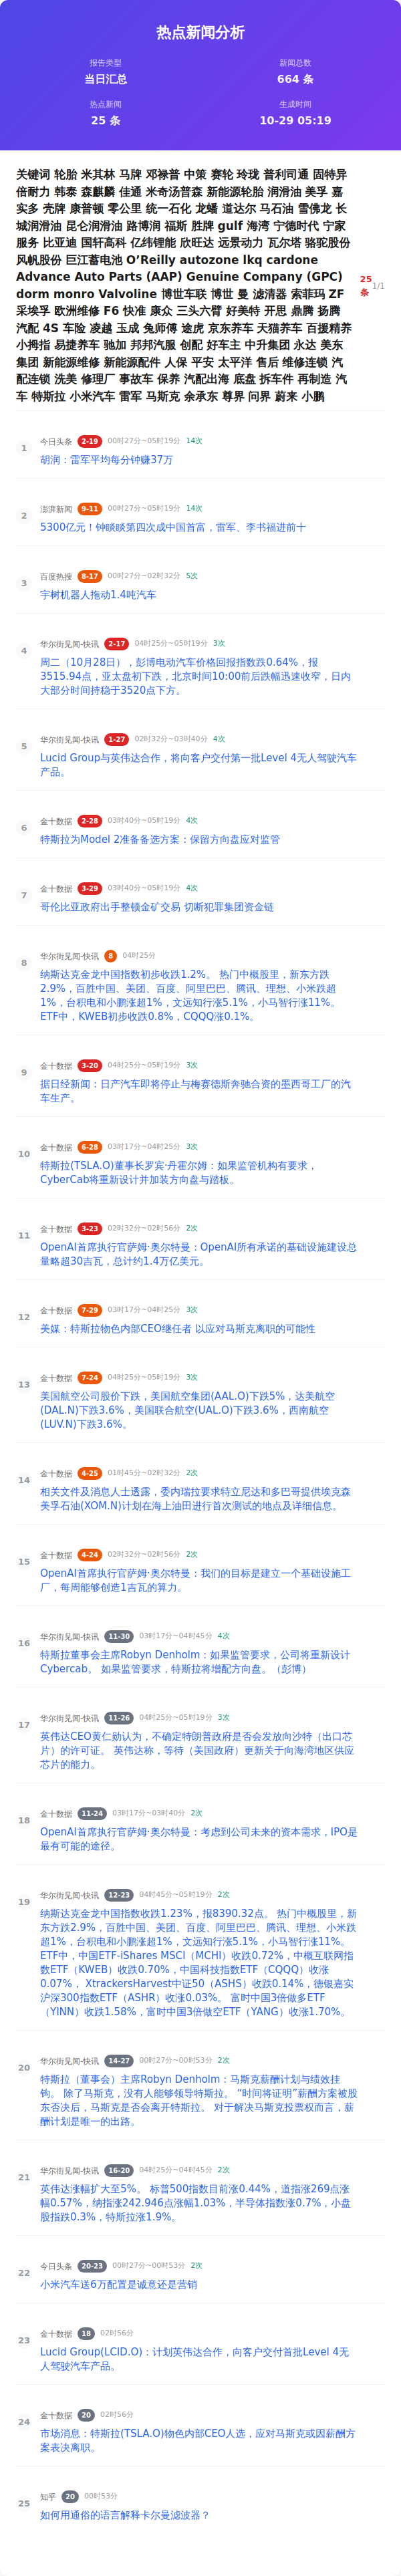 热点新闻分析
报告类型
当日汇总
新闻总数
664 条
热点新闻
25 条
生成时间
10-29 05:19
关键词 轮胎 米其林 马牌 邓禄普 中策 赛轮 玲珑 普利司通 固特异
倍耐力 韩泰 森麒麟 佳通 米奇汤普森 新能源轮胎 润滑油 美孚 嘉
实多 壳牌 康普顿 零公里 统一石化 龙蟠 道达尔 马石油 雪佛龙 长
城润滑油 昆仑润滑油 路博润 福斯 胜牌 gulf 海湾 宁德时代 宁家
服务 比亚迪 国轩高科 亿纬锂能 欣旺达 远景动力 瓦尔塔 骆驼股份
风帆股份 巨江蓄电池 O’Reilly autozone lkq cardone
Advance Auto Parts (AAP) Genuine Company (GPC)
dorm monro Valvoline 博世车联 博世 曼 滤清器 索菲玛 ZF
采埃孚 欧洲维修 F6 快准 康众 三头六臂 好美特 开思 鼎腾 扬腾
汽配 4S 车险 凌越 玉成 兔师傅 途虎 京东养车 天猫养车 百援精养
小拇指 易捷养车 驰加 邦邦汽服 创配 好车主 中升集团 永达 美东
集团 新能源维修 新能源配件 人保 平安 太平洋 售后 维修连锁 汽
配连锁 洗美 修理厂 事故车 保养 汽配出海 底盘 拆车件 再制造 汽
车 特斯拉 小米汽车 雷军 马斯克 余承东 尊界 问界 蔚来 小鹏
25
条
1/1
1
今日头条 2-19 00时27分~05时19分 14次
胡润：雷军平均每分钟赚37万
2
澎湃新闻 9-11 00时27分~05时19分 14次
5300亿元！钟睒睒第四次成中国首富，雷军、李书福进前十
3
百度热搜 8-17 00时27分~02时32分 5次
宇树机器人拖动1.4吨汽车
4
华尔街见闻-快讯 2-17 04时25分~05时19分 3次
周二（10月28日），彭博电动汽车价格回报指数跌0.64%，报
3515.94点，亚太盘初下跌，北京时间10:00前后跌幅迅速收窄，日内
大部分时间持稳于3520点下方。
5
华尔街见闻-快讯 1-27 02时32分~03时40分 4次
Lucid Group与英伟达合作，将向客户交付第一批Level 4无人驾驶汽车
产品。
6
金十数据 2-28 03时40分~05时19分 4次
特斯拉为Model 2准备备选方案：保留方向盘应对监管
7
金十数据 3-29 03时40分~05时19分 4次
哥伦比亚政府出手整顿金矿交易 切断犯罪集团资金链
8
华尔街见闻-快讯 8 04时25分
纳斯达克金龙中国指数初步收跌1.2%。 热门中概股里，新东方跌
2.9%，百胜中国、美团、百度、阿里巴巴、腾讯、理想、小米跌超
1%，台积电和小鹏涨超1%，文远知行涨5.1%，小马智行涨11%。
ETF中，KWEB初步收跌0.8%，CQQQ涨0.1%。
9
金十数据 3-20 04时25分~05时19分 3次
据日经新闻：日产汽车即将停止与梅赛德斯奔驰合资的墨西哥工厂的汽
车生产。
10
金十数据 6-28 03时17分~04时25分 3次
特斯拉(TSLA.O)董事长罗宾·丹霍尔姆：如果监管机构有要求，
CyberCab将重新设计并加装方向盘与踏板。
11
金十数据 3-23 02时32分~02时56分 2次
OpenAI首席执行官萨姆·奥尔特曼：OpenAI所有承诺的基础设施建设总
量略超30吉瓦，总计约1.4万亿美元。
12
金十数据 7-29 03时17分~04时25分 3次
美媒：特斯拉物色内部CEO继任者 以应对马斯克离职的可能性
13
金十数据 7-24 04时25分~05时19分 3次
美国航空公司股价下跌，美国航空集团(AAL.O)下跌5%，达美航空
(DAL.N)下跌3.6%，美国联合航空(UAL.O)下跌3.6%，西南航空
(LUV.N)下跌3.6%。
14
金十数据 4-25 01时45分~02时32分 2次
相关文件及消息人士透露，委内瑞拉要求特立尼达和多巴哥提供埃克森
美孚石油(XOM.N)计划在海上油田进行首次测试的地点及详细信息。
15
金十数据 4-24 02时32分~02时56分 2次
OpenAI首席执行官萨姆·奥尔特曼：我们的目标是建立一个基础设施工
厂，每周能够创造1吉瓦的算力。
16
华尔街见闻-快讯 11-30 03时17分~04时45分 4次
特斯拉董事会主席Robyn Denholm：如果监管要求，公司将重新设计
Cybercab。 如果监管要求，特斯拉将增配方向盘。（彭博）
17
华尔街见闻-快讯 11-26 04时25分~05时19分 3次
英伟达CEO黄仁勋认为，不确定特朗普政府是否会发放向沙特（出口芯
片）的许可证。 英伟达称，等待（美国政府）更新关于向海湾地区供应
芯片的能力。
18
金十数据 11-24 03时17分~03时40分 2次
OpenAI首席执行官萨姆·奥尔特曼：考虑到公司未来的资本需求，IPO是
最有可能的途径。
19
华尔街见闻-快讯 12-23 04时45分~05时19分 2次
纳斯达克金龙中国指数收跌1.23%，报8390.32点。 热门中概股里，新
东方跌2.9%，百胜中国、美团、百度、阿里巴巴、腾讯、理想、小米跌
超1%，台积电和小鹏涨超1%，文远知行涨5.1%，小马智行涨11%。
ETF中，中国ETF-iShares MSCI（MCHI）收跌0.72%，中概互联网指
数ETF（KWEB）收跌0.70%，中国科技指数ETF（CQQQ）收涨
0.07%， XtrackersHarvest中证50（ASHS）收跌0.14%，德银嘉实
沪深300指数ETF（ASHR）收涨0.03%。 富时中国3倍做多ETF
（YINN）收跌1.58%，富时中国3倍做空ETF（YANG）收涨1.70%。
20
华尔街见闻-快讯 14-27 00时27分~00时53分 2次
特斯拉（董事会）主席Robyn Denholm：马斯克薪酬计划与绩效挂
钩。 除了马斯克，没有人能够领导特斯拉。 “时间将证明”薪酬方案被股
东否决后，马斯克是否会离开特斯拉。 对于解决马斯克投票权而言，薪
酬计划是唯一的出路。
21
华尔街见闻-快讯 16-20 04时25分~04时45分 2次
英伟达涨幅扩大至5%。 标普500指数目前涨0.44%，道指涨269点涨
幅0.57%，纳指涨242.946点涨幅1.03%，半导体指数涨0.7%，小盘
股指跌0.3%，特斯拉涨1.9%。
22
今日头条 20-23 00时27分~00时53分 2次
小米汽车送6万配置是诚意还是营销
23
金十数据 18 02时56分
Lucid Group(LCID.O)：计划英伟达合作，向客户交付首批Level 4无
人驾驶汽车产品。
24
金十数据 20 02时56分
市场消息：特斯拉(TSLA.O)物色内部CEO人选，应对马斯克或因薪酬方
案表决离职。
25
知乎 20 00时53分
如何用通俗的语言解释卡尔曼滤波器？